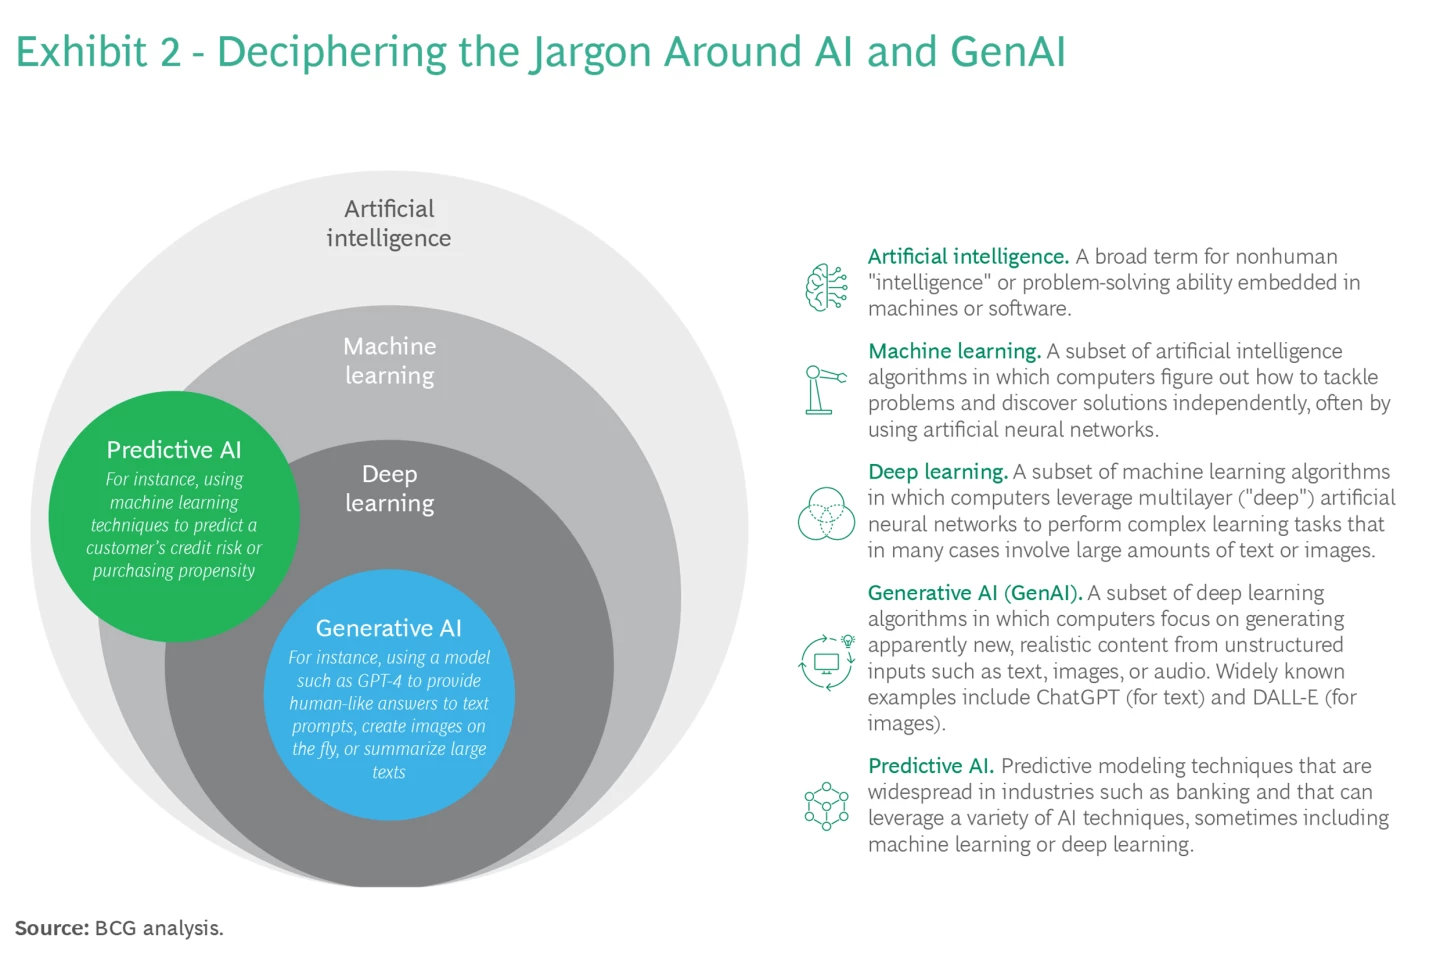 Exhibit 2 - Deciphering the Jargon Around AI and GenAI
Artificial
intelligence
Machine
learning
Deep
learning
Predictive AI
For instance, using
machine learning
techniques to predict a
customer's credit risk or
purchasing propensity
Generative AI
For instance, using a model
such as GPT-4 to provide
human-like answers to text
prompts, create images on
the fly, or summarize large
texts
Artificial intelligence. A broad term for nonhuman
"intelligence" or problem-solving ability embedded in
machines or software.
Machine learning. A subset of artificial intelligence
algorithms in which computers figure out how to tackle
problems and discover solutions independently, often by
using artificial neural networks.
Deep learning. A subset of machine learning algorithms
in which computers leverage multilayer ("deep") artificial
neural networks to perform complex learning tasks that
in many cases involve large amounts of text or images.
Generative AI (GenAI). A subset of deep learning
algorithms in which computers focus on generating
apparently new, realistic content from unstructured
inputs such as text, images, or audio. Widely known
examples include ChatGPT (for text) and DALL-E (for
images).
Predictive AI. Predictive modeling techniques that are
widespread in industries such as banking and that can
leverage a variety of AI techniques, sometimes including
machine learning or deep learning.
Source: BCG analysis.